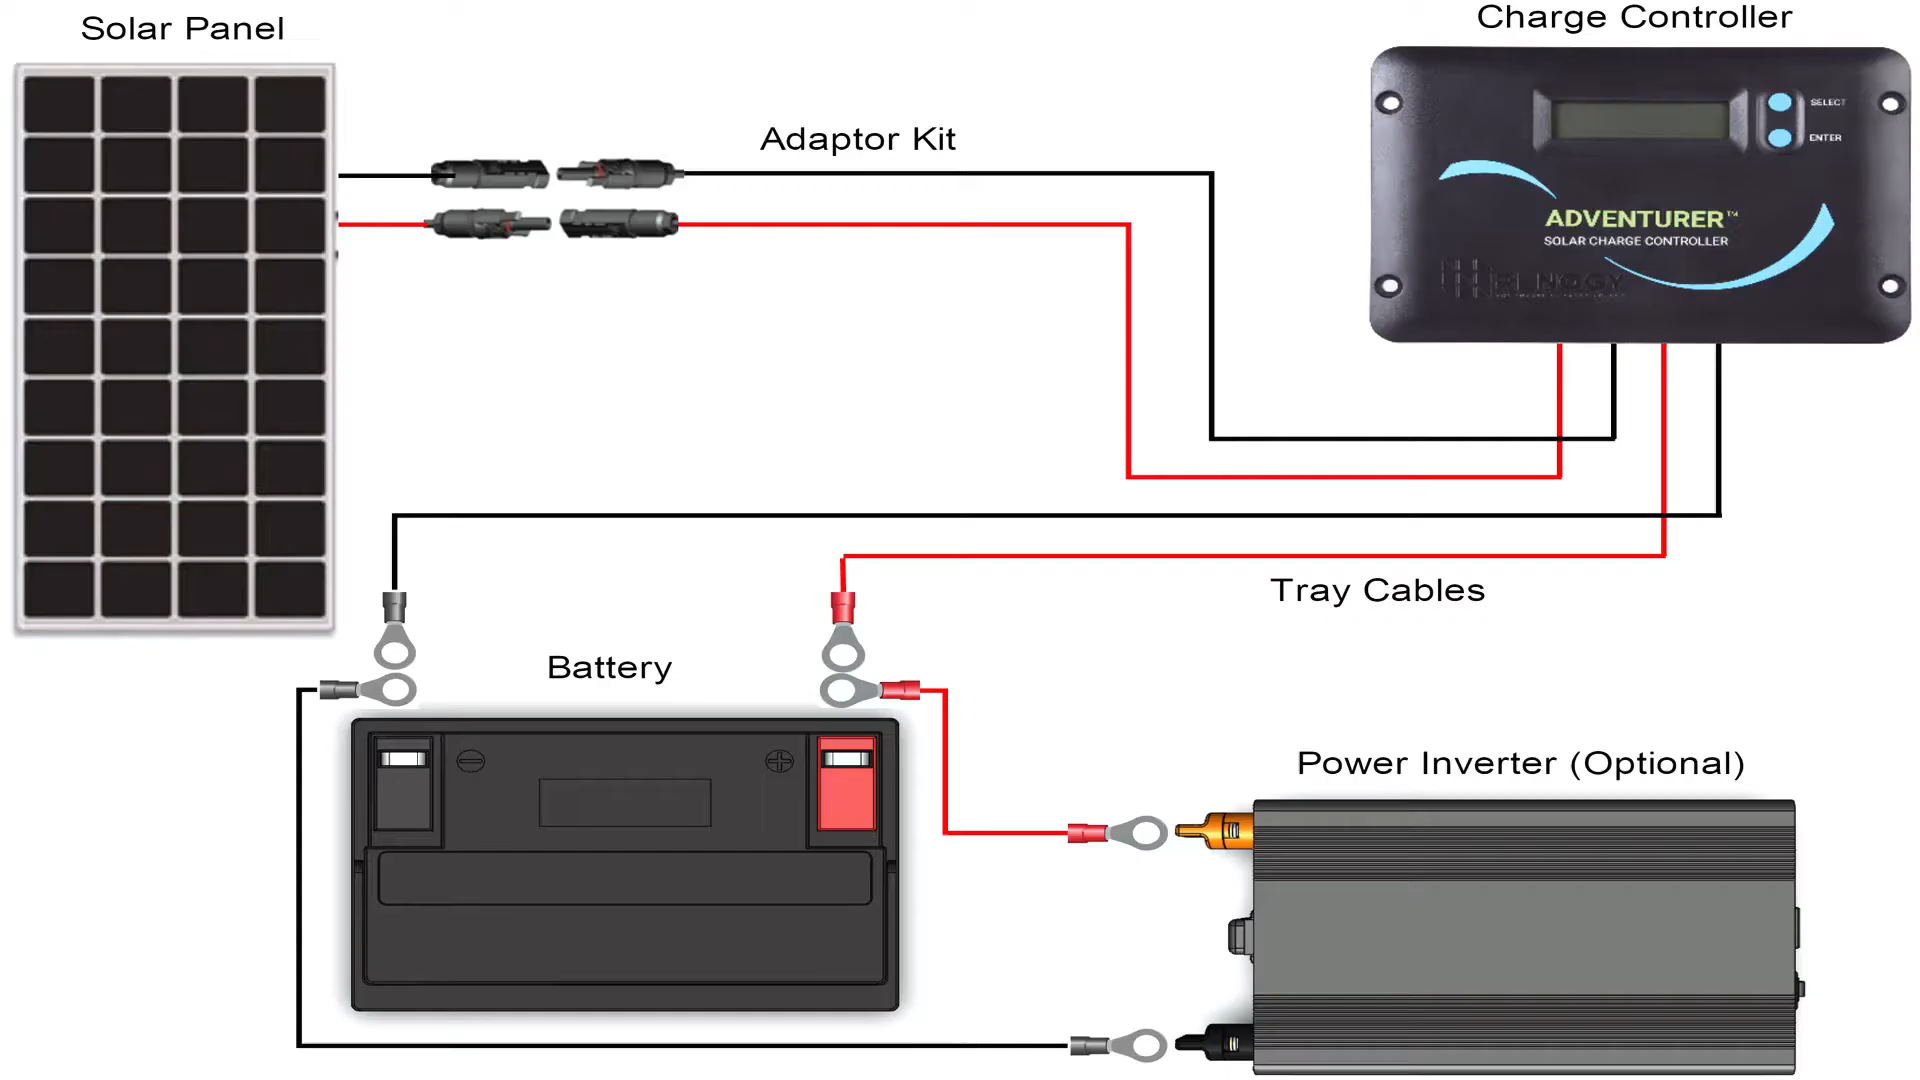 Solar Panel
Charge Controller
SELECT
Adaptor Kit
ENTER
ADVENTURER™
SOLAR CHARGE CONTROLLER
Tray Cables
Battery
Power Inverter (Optional)